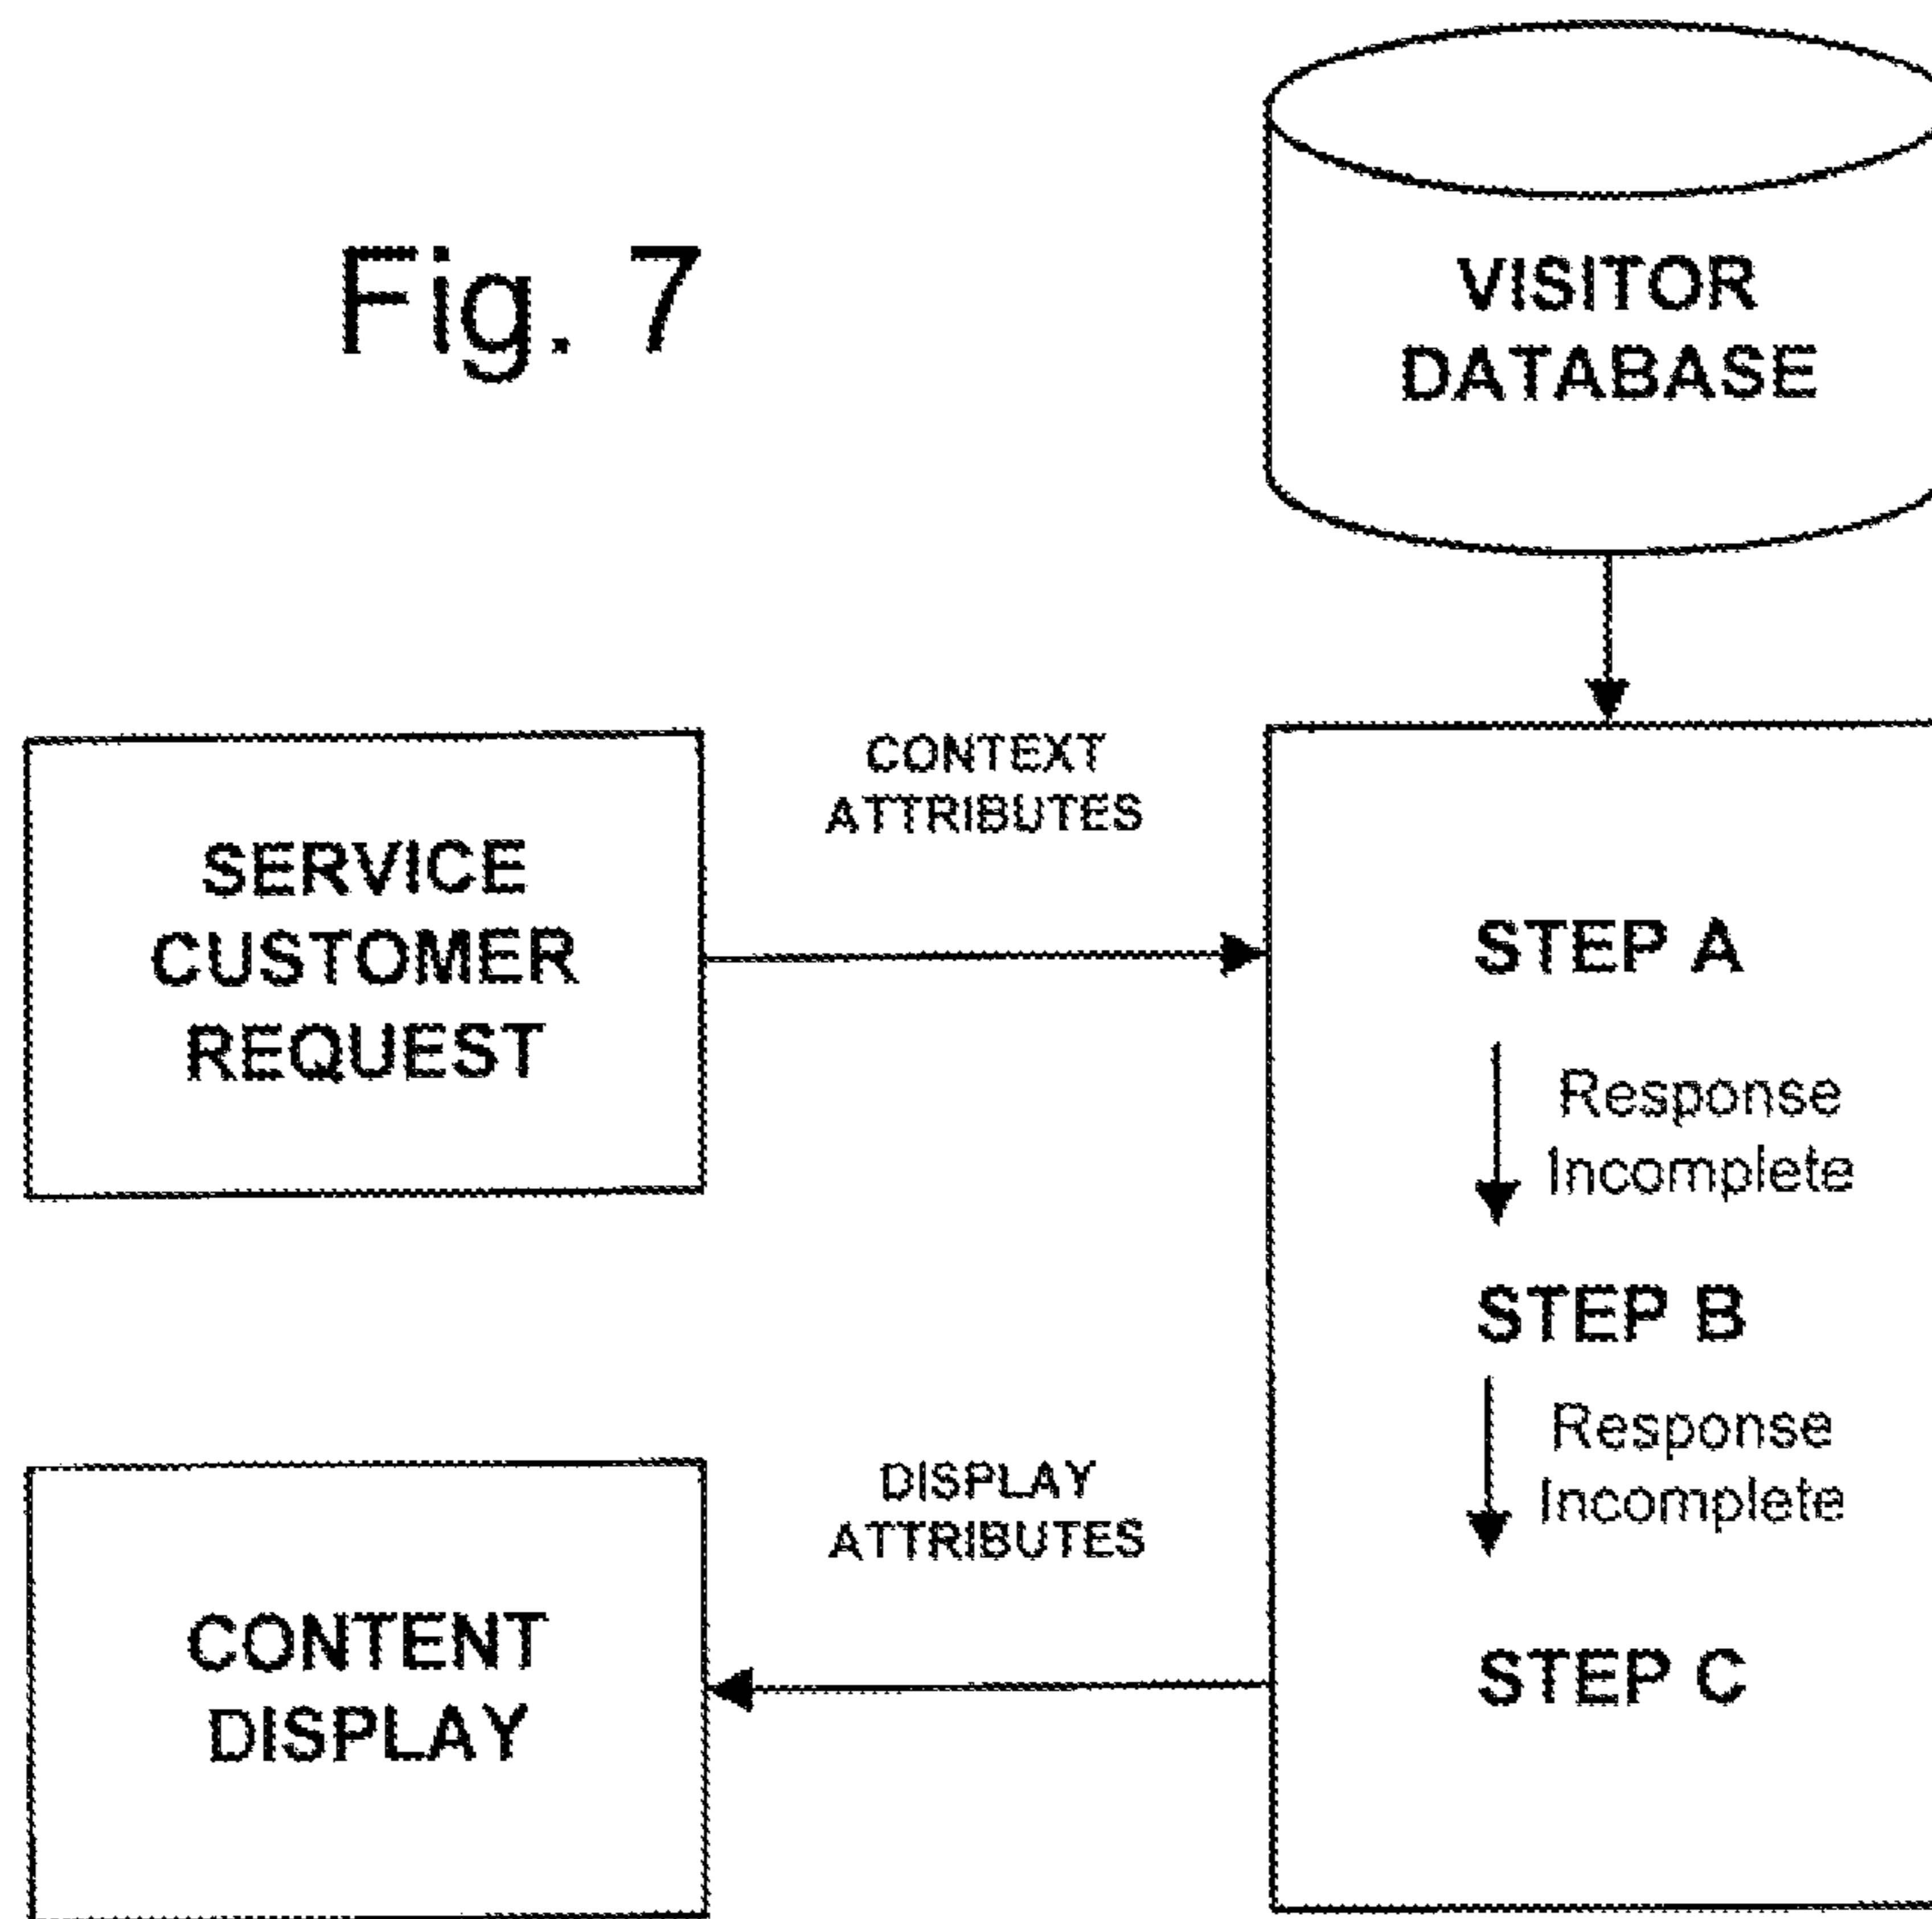 Fig. 7
VISITOR
DATABASE
SERVICE
CUSTOMER
REQUEST
CONTEXT
ATTRIBUTES
STEP A
Response
Incomplete
STEP B
Response
Incomplete
STEP C
DISPLAY
ATTRIBUTES
CONTENT
DISPLAY